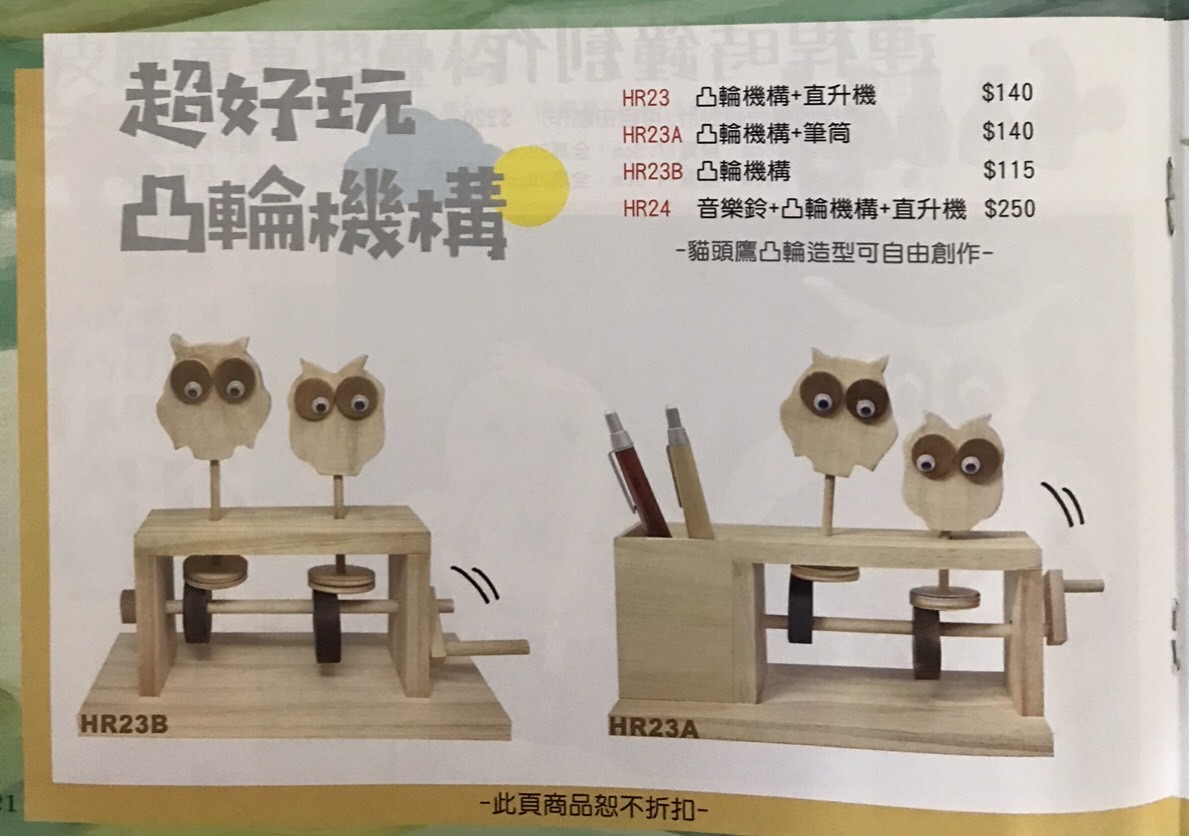 超好玩
凸輪機構
HR23 凸輪機構+直升機 $140
HR23A 凸輪機構+筆筒 $140
HR23B 凸輪機構 $115
HR24 音樂鈴+凸輪機構+直升機 $250
-貓頭鷹凸輪造型可自由創作-
HR23B
HR23A
-此頁商品恕不折扣-